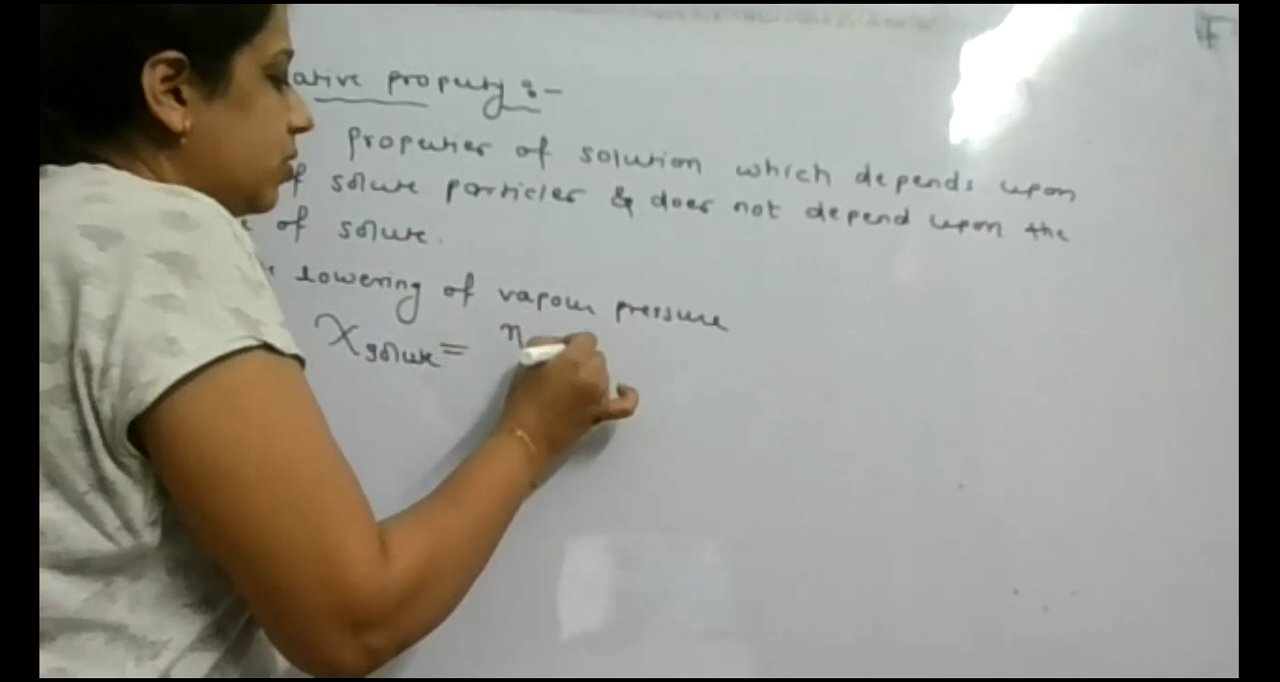 ative property :-
Properties of solution which depends upon
of solute particles & does not depend upon the
of solute.
lowering of vapour pressure
X solute = n